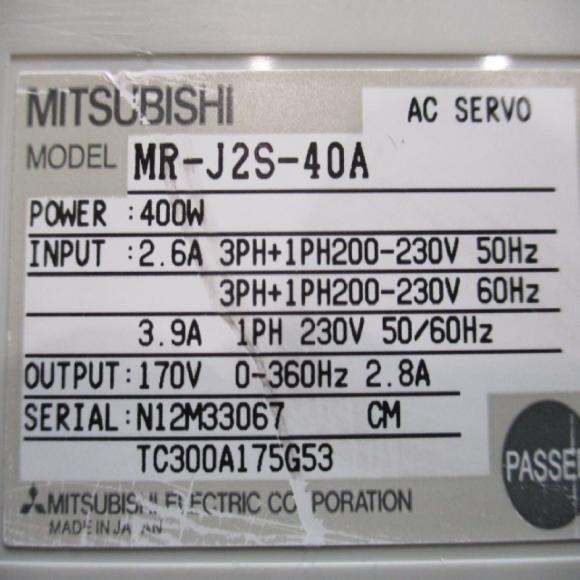 MITSUBISHI
AC SERVO
MODEL MR-J2S-40A
POWER :400W
INPUT :2.6A 3PH+1PH200-230V 50Hz
3PH+1PH200-230V 60Hz
3.9A 1PH 230V 50/60Hz
OUTPUT:170V 0-360Hz 2.8A
SERIAL:N12M33067 CM
TC300A175G53
PASSE
MITSUBISHI ELECTRIC CORPORATION
MADE IN JAPAN